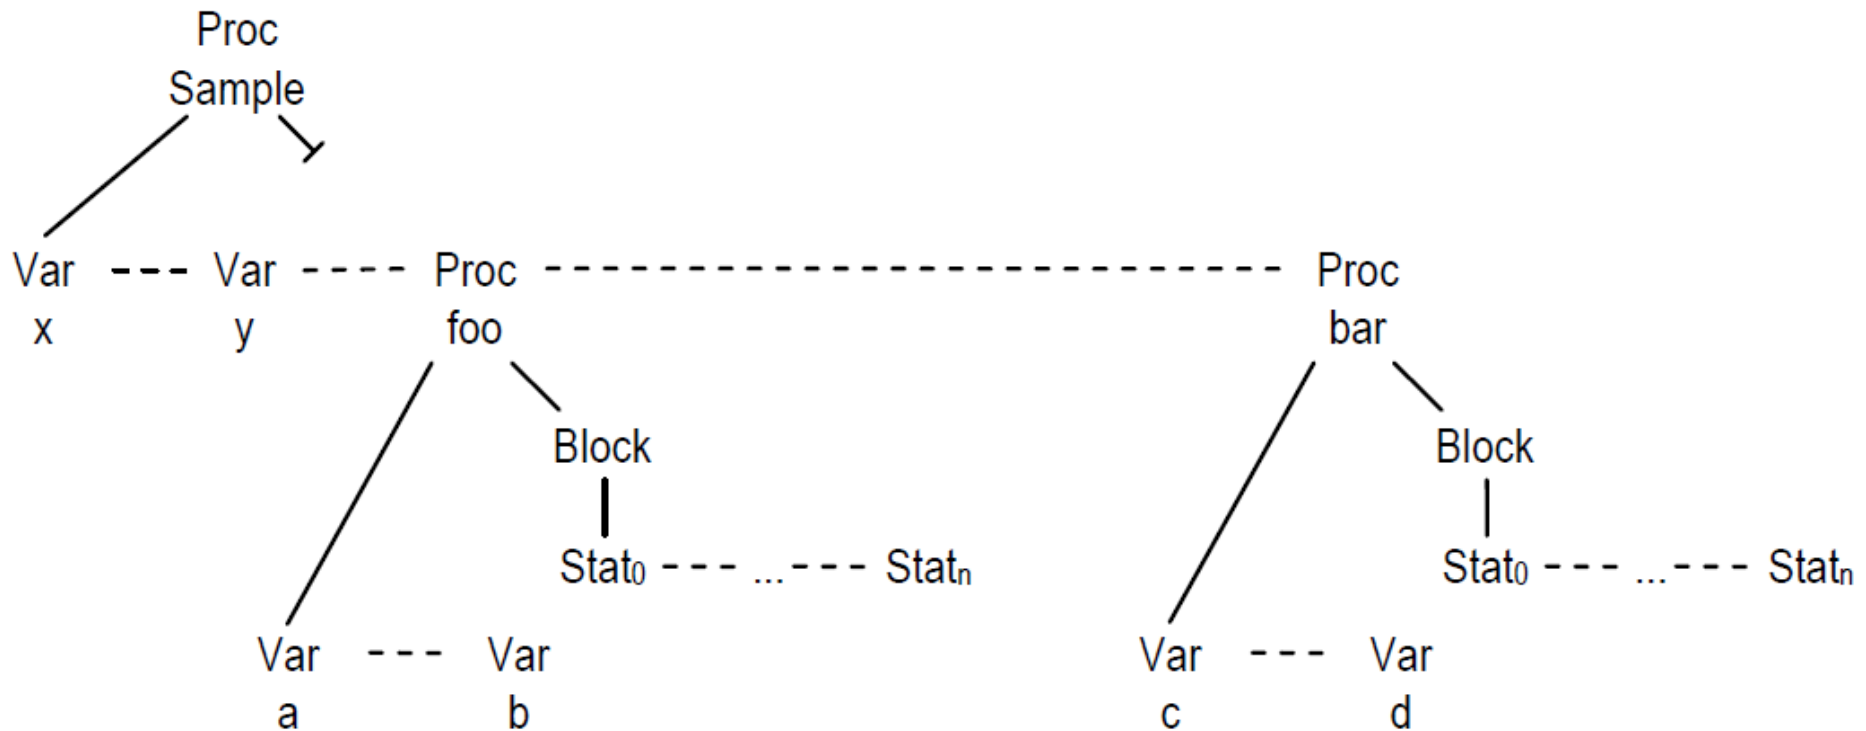 Proc
Sample
Var Var Proc Proc
x y foo bar
Block Block
Stat0 ... Statn Stat0 ... Statn
Var Var Var Var
a b c d